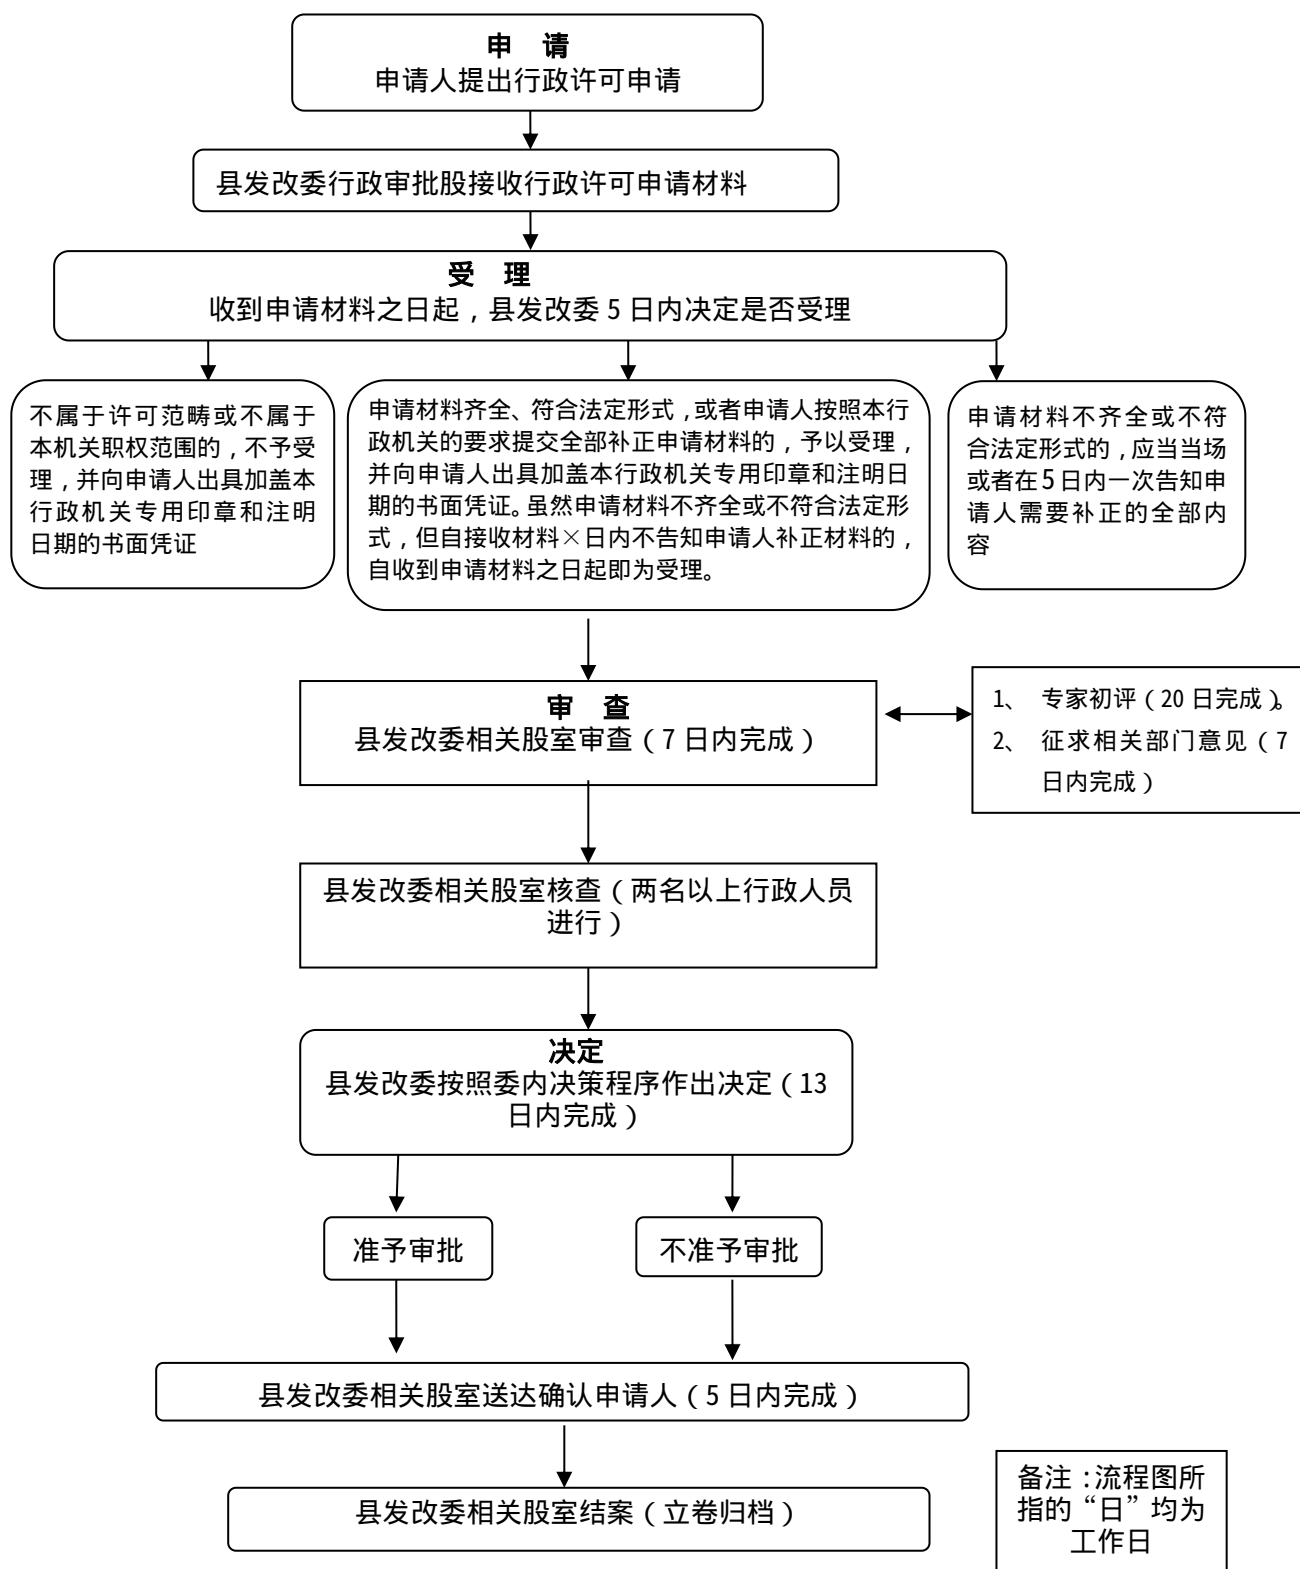 申 请
申请人提出行政许可申请
县发改委行政审批股接收行政许可申请材料
受 理
收到申请材料之日起，县发改委 5 日内决定是否受理
不属于许可范畴或不属于
本机关职权范围的，不予受
理，并向申请人出具加盖本
行政机关专用印章和注明
日期的书面凭证
申请材料齐全、符合法定形式，或者申请人按照本行
政机关的要求提交全部补正申请材料的，予以受理，
并向申请人出具加盖本行政机关专用印章和注明日
期的书面凭证。虽然申请材料不齐全或不符合法定形
式，但自接收材料×日内不告知申请人补正材料的，
自收到申请材料之日起即为受理。
申请材料不齐全或不符
合法定形式的，应当当场
或者在 5 日内一次告知申
请人需要补正的全部内
容
审 查
县发改委相关股室审查（7 日内完成）
1、 专家初评（20 日完成）。
2、 征求相关部门意见（7
日内完成）
县发改委相关股室核查（两名以上行政人员
进行）
决定
县发改委按照委内决策程序作出决定（13
日内完成）
准予审批
不准予审批
县发改委相关股室送达确认申请人（5 日内完成）
县发改委相关股室结案（立卷归档）
备注：流程图所
指的“日”均为
工作日